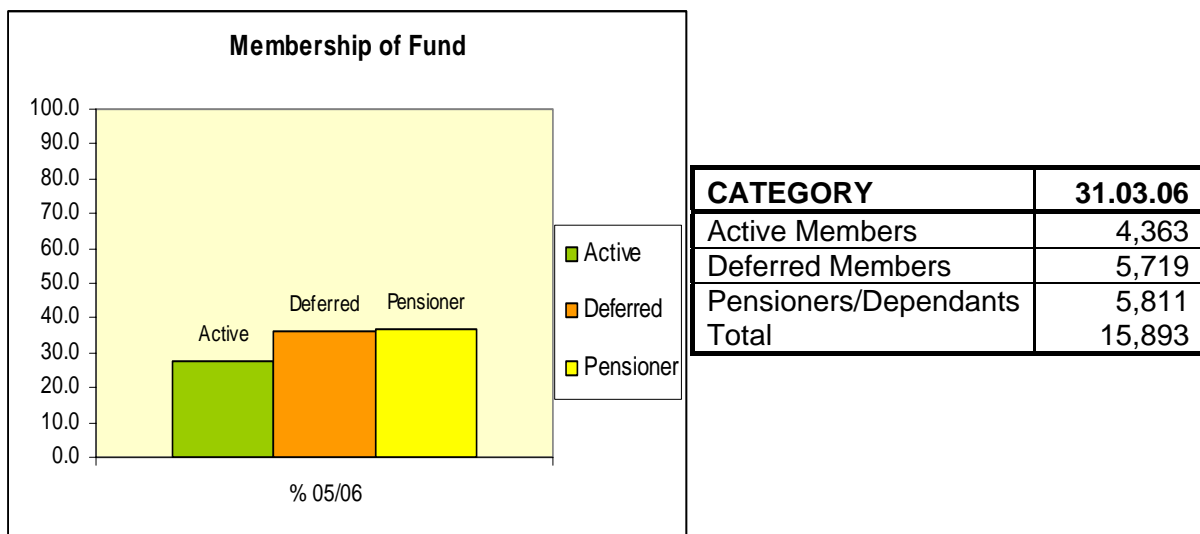 Membership of Fund
100.0
90.0
80.0
70.0
60.0
50.0
40.0
30.0
20.0
10.0
0.0
Active
Deferred
Pensioner
% 05/06
Active
Deferred
Pensioner
CATEGORY 31.03.06
Active Members 4,363
Deferred Members 5,719
Pensioners/Dependants 5,811
Total 15,893